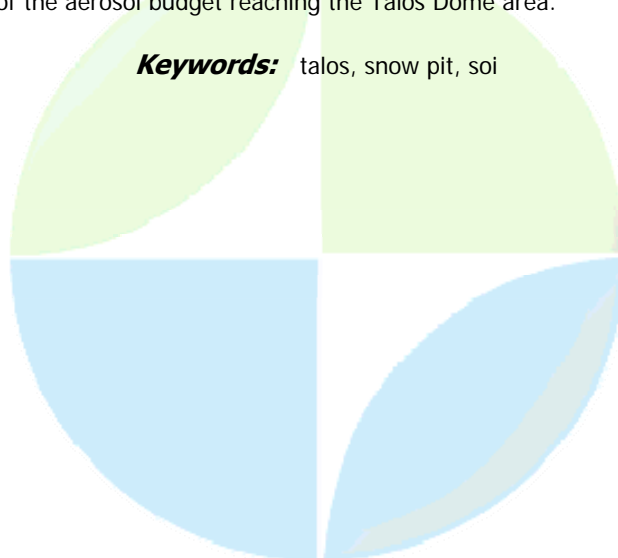 of the aerosol budget reaching the Talos Dome area.
Keywords: talos, snow pit, soi